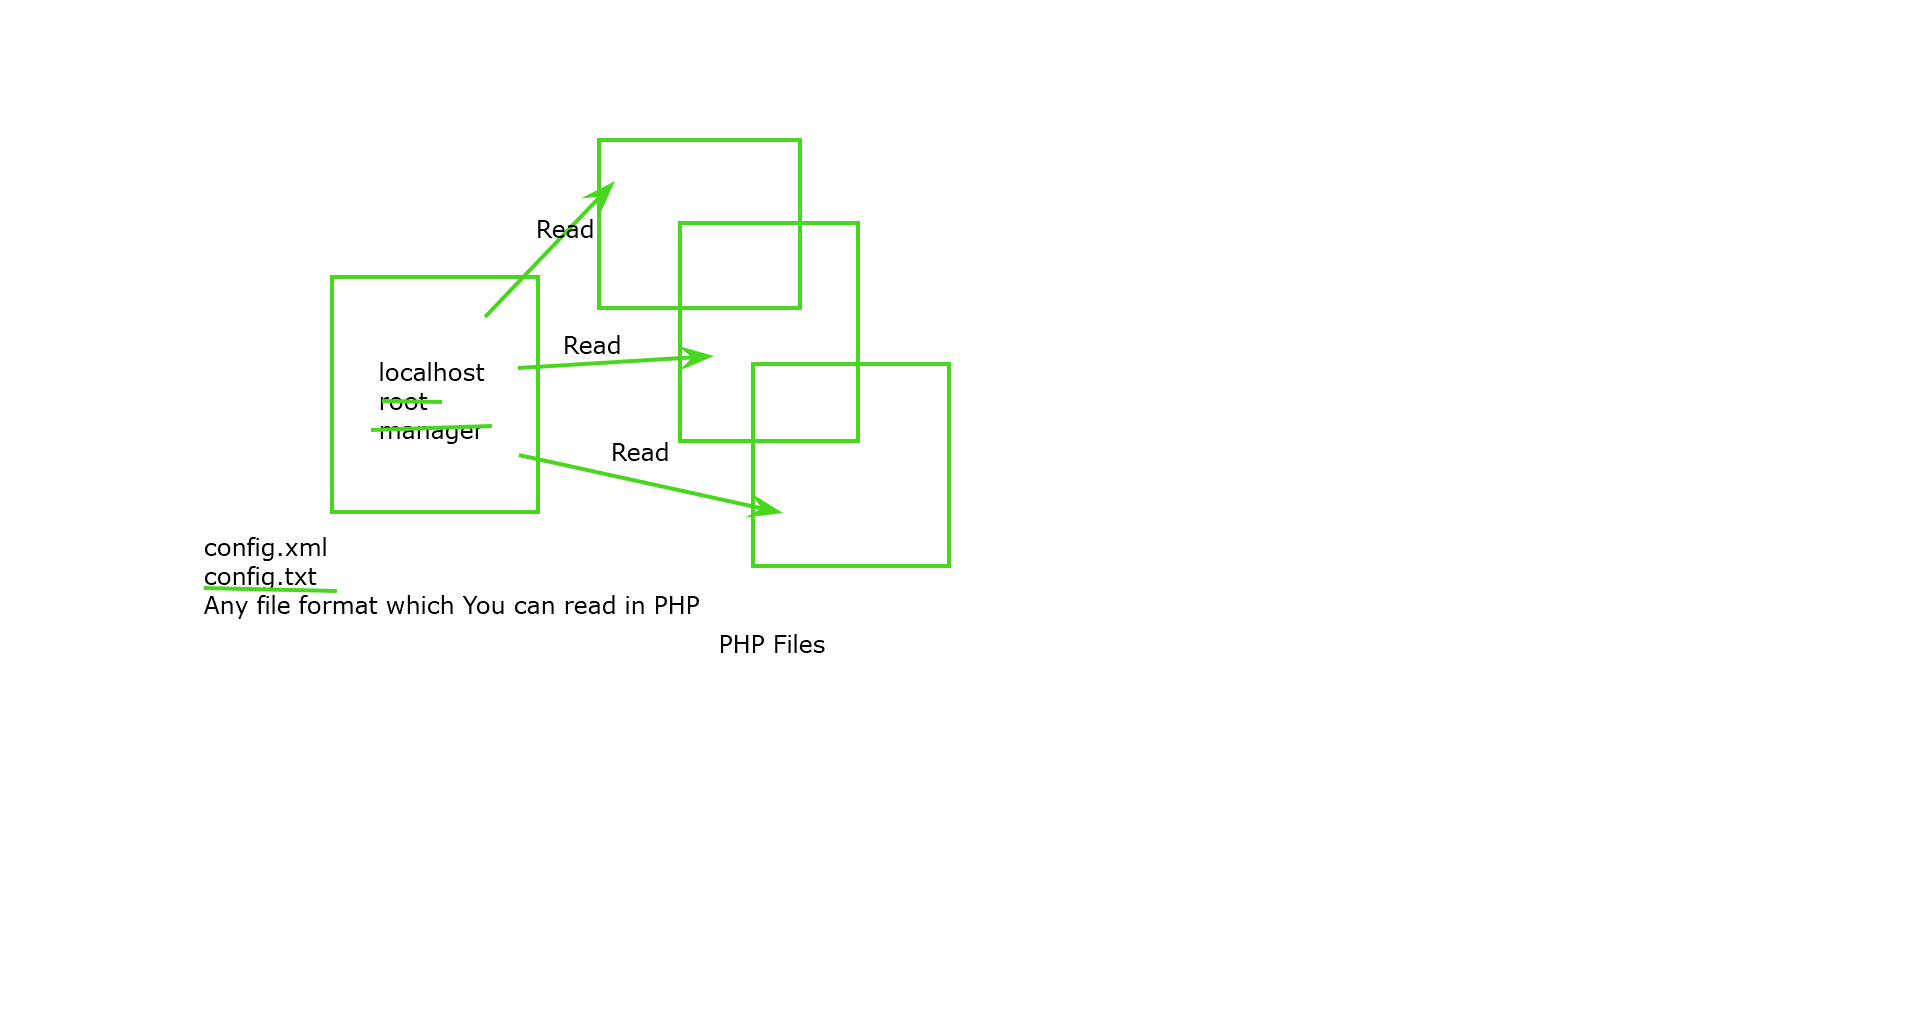 Read
Read
localhost
root
manager
Read
config.xml
config.txt
Any file format which You can read in PHP
PHP Files